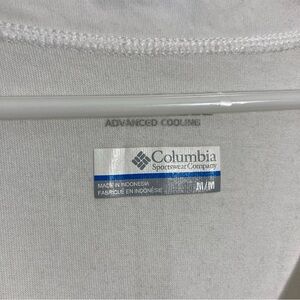 ADVANCED COOLING
Columbia
Sportswear Company
MADE IN INDONESIA
FABRIQUÉ EN INDONÉSIE
M/M